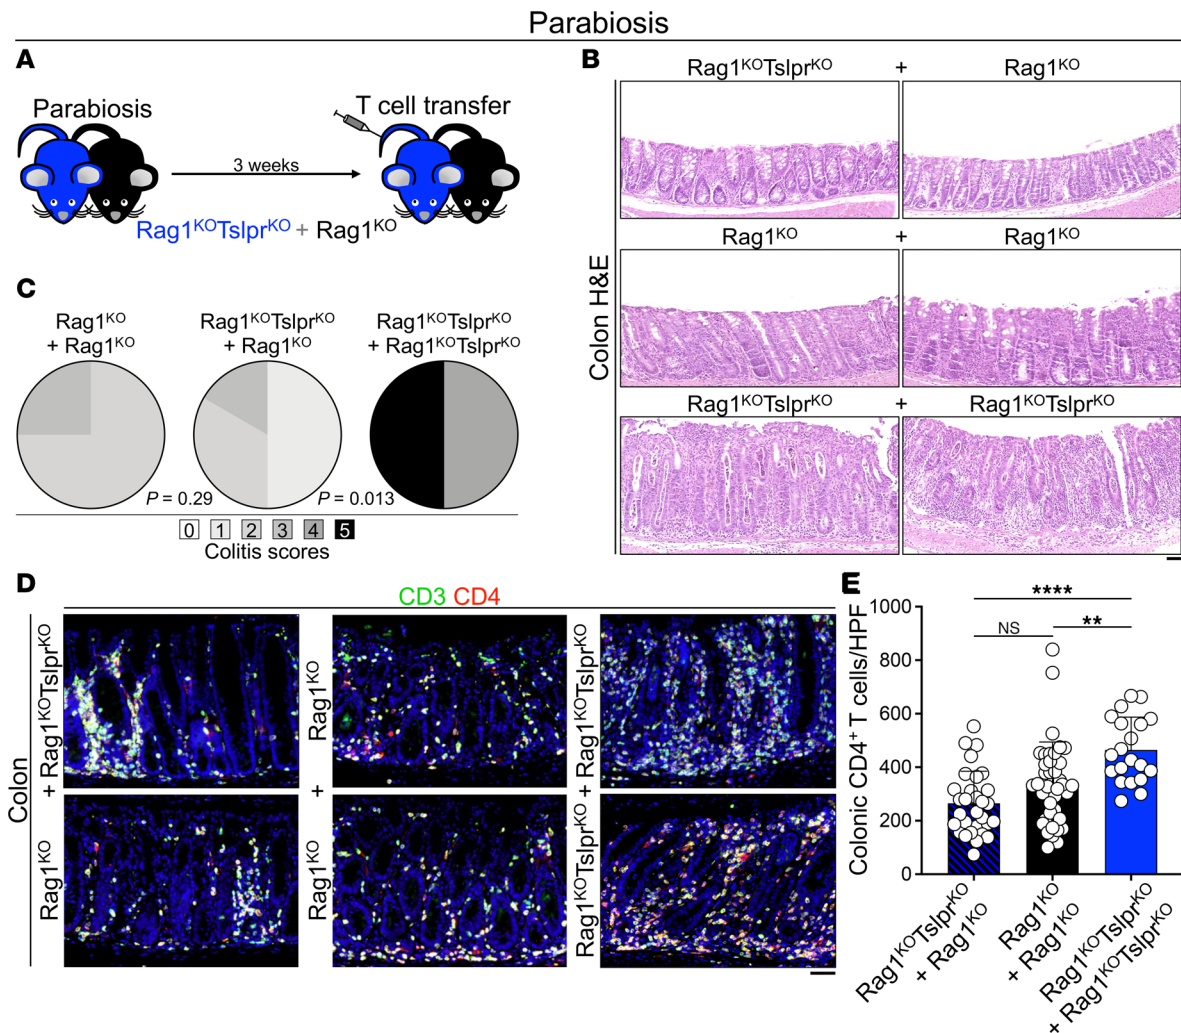 Parabiosis
A
Parabiosis
T cell transfer
3 weeks
Rag1ᴷᴼTslprᴷᴼ + Rag1ᴷᴼ
B
Rag1ᴷᴼTslprᴷᴼ + Rag1ᴷᴼ
Rag1ᴷᴼ + Rag1ᴷᴼ
Rag1ᴷᴼTslprᴷᴼ + Rag1ᴷᴼTslprᴷᴼ
Colon H&E
C
Rag1ᴷᴼ
+ Rag1ᴷᴼ
Rag1ᴷᴼTslprᴷᴼ
+ Rag1ᴷᴼ
Rag1ᴷᴼTslprᴷᴼ
+ Rag1ᴷᴼTslprᴷᴼ
P = 0.29
P = 0.013
0 1 2 3 4 5
Colitis scores
D
CD3 CD4
Colon
Rag1ᴷᴼ + Rag1ᴷᴼTslprᴷᴼ
Rag1ᴷᴼ + Rag1ᴷᴼ
Rag1ᴷᴼTslprᴷᴼ + Rag1ᴷᴼTslprᴷᴼ
E
Colonic CD4⁺ T cells/HPF
1000
800
600
400
200
0
****
NS
**
Rag1ᴷᴼTslprᴷᴼ
+ Rag1ᴷᴼ
Rag1ᴷᴼ
+ Rag1ᴷᴼ
Rag1ᴷᴼTslprᴷᴼ
+ Rag1ᴷᴼTslprᴷᴼ